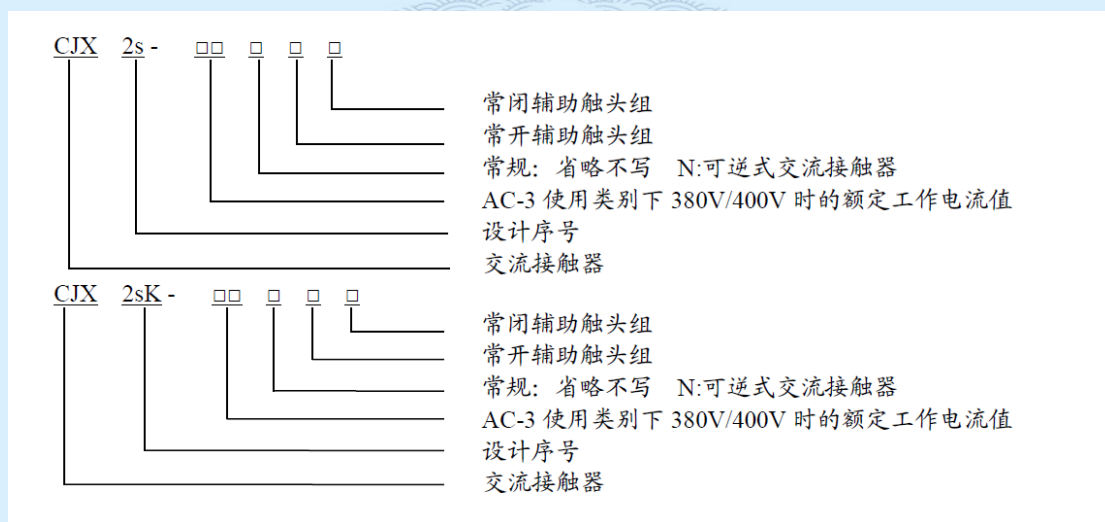 CJX 2s - □□ □ □ □
常闭辅助触头组
常开辅助触头组
常规：省略不写 N:可逆式交流接触器
AC-3 使用类别下 380V/400V 时的额定工作电流值
设计序号
交流接触器
CJX 2sK - □□ □ □ □
常闭辅助触头组
常开辅助触头组
常规：省略不写 N:可逆式交流接触器
AC-3 使用类别下 380V/400V 时的额定工作电流值
设计序号
交流接触器